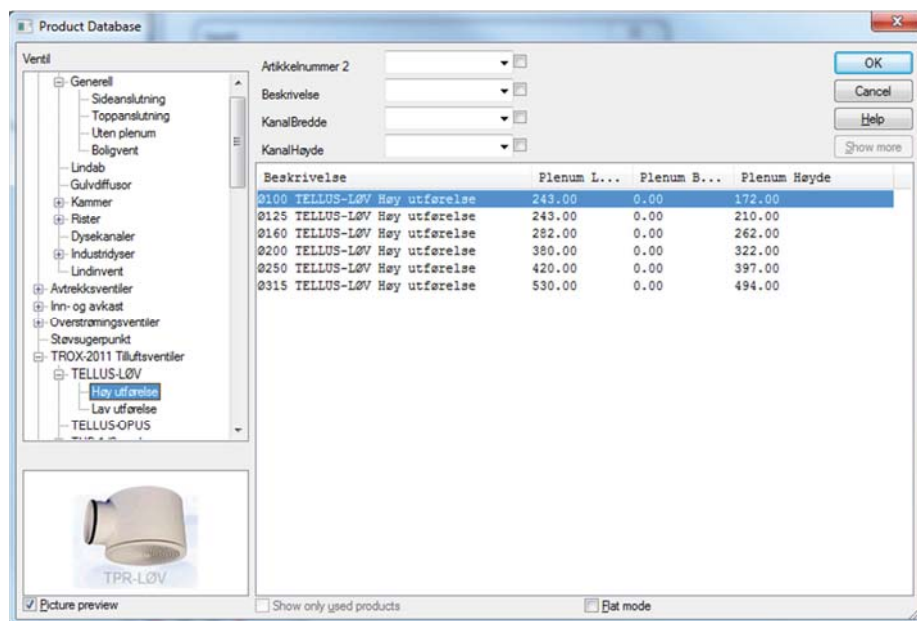 Product Database
Ventil
Generell
Sideanslutning
Toppanslutning
Uten plenum
Boligvent
Lindab
Gulvdiffusor
Kammer
Rister
Dysekanaler
Industridyser
Lindinvent
Avtrekksventiler
Inn- og avkast
Overstrømingsventiler
Støvsugerpunkt
TROX-2011 Tilluftsventiler
TELLUS-LØV
Høy utførelse
Lav utførelse
TELLUS-OPUS
Artikkelnummer 2
Beskrivelse
KanalBredde
KanalHøyde
OK
Cancel
Help
Show more
Beskrivelse Plenum L... Plenum B... Plenum Høyde
Ø100 TELLUS-LØV Høy utførelse 243.00 0.00 172.00
Ø125 TELLUS-LØV Høy utførelse 243.00 0.00 210.00
Ø160 TELLUS-LØV Høy utførelse 282.00 0.00 262.00
Ø200 TELLUS-LØV Høy utførelse 380.00 0.00 322.00
Ø250 TELLUS-LØV Høy utførelse 420.00 0.00 397.00
Ø315 TELLUS-LØV Høy utførelse 530.00 0.00 494.00
TPR-LØV
Picture preview
Show only used products
Flat mode